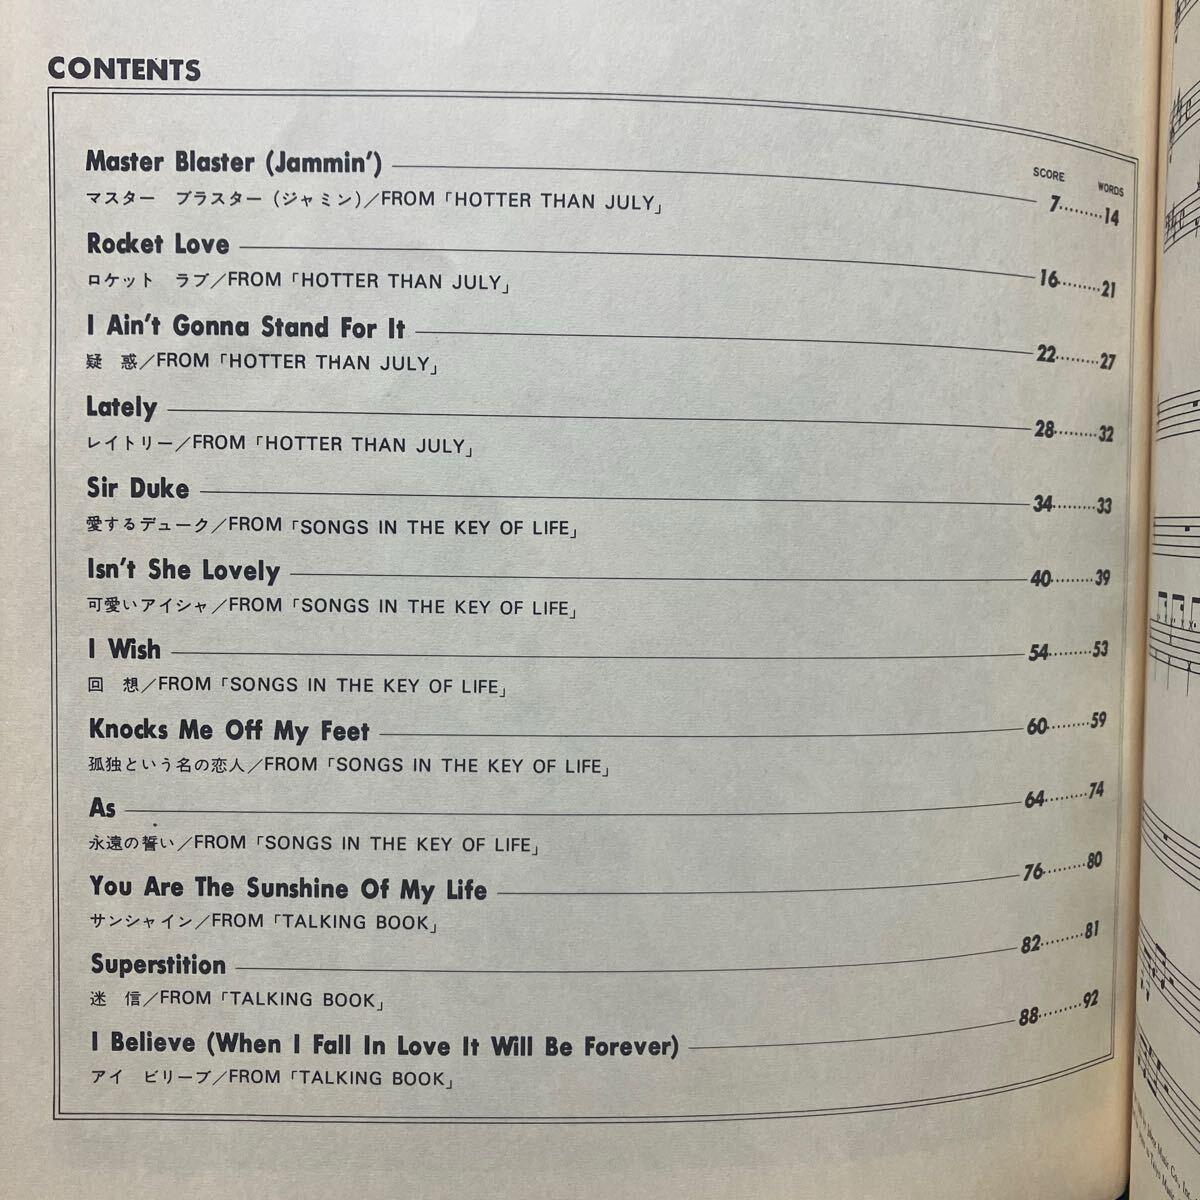 CONTENTS
SCORE WORDS
Master Blaster (Jammin') 7·········14
マスター ブラスター(ジャミン)/FROM「HOTTER THAN JULY」
Rocket Love 16·········21
ロケット ラブ/FROM「HOTTER THAN JULY」
I Ain't Gonna Stand For It 22·········27
疑 惑/FROM「HOTTER THAN JULY」
Lately 28·········32
レイトリー/FROM「HOTTER THAN JULY」
Sir Duke 34·········33
愛するデューク/FROM「SONGS IN THE KEY OF LIFE」
Isn't She Lovely 40·········39
可愛いアイシャ/FROM「SONGS IN THE KEY OF LIFE」
I Wish 54·········53
回 想/FROM「SONGS IN THE KEY OF LIFE」
Knocks Me Off My Feet 60·········59
孤独という名の恋人/FROM「SONGS IN THE KEY OF LIFE」
As 64·········74
永遠の誓い/FROM「SONGS IN THE KEY OF LIFE」
You Are The Sunshine Of My Life 76·········80
サンシャイン/FROM「TALKING BOOK」
Superstition 82·········81
迷 信/FROM「TALKING BOOK」
I Believe (When I Fall In Love It Will Be Forever) 88·········92
アイ ビリーブ/FROM「TALKING BOOK」